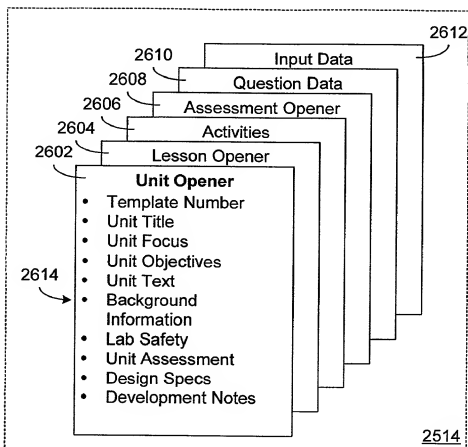 2612
2610
Input Data
2608
Question Data
2606
Assessment Opener
2604
Activities
2602
Lesson Opener
Unit Opener
• Template Number
• Unit Title
• Unit Focus
• Unit Objectives
2614
• Unit Text
• Background
Information
• Lab Safety
• Unit Assessment
• Design Specs
• Development Notes
2514